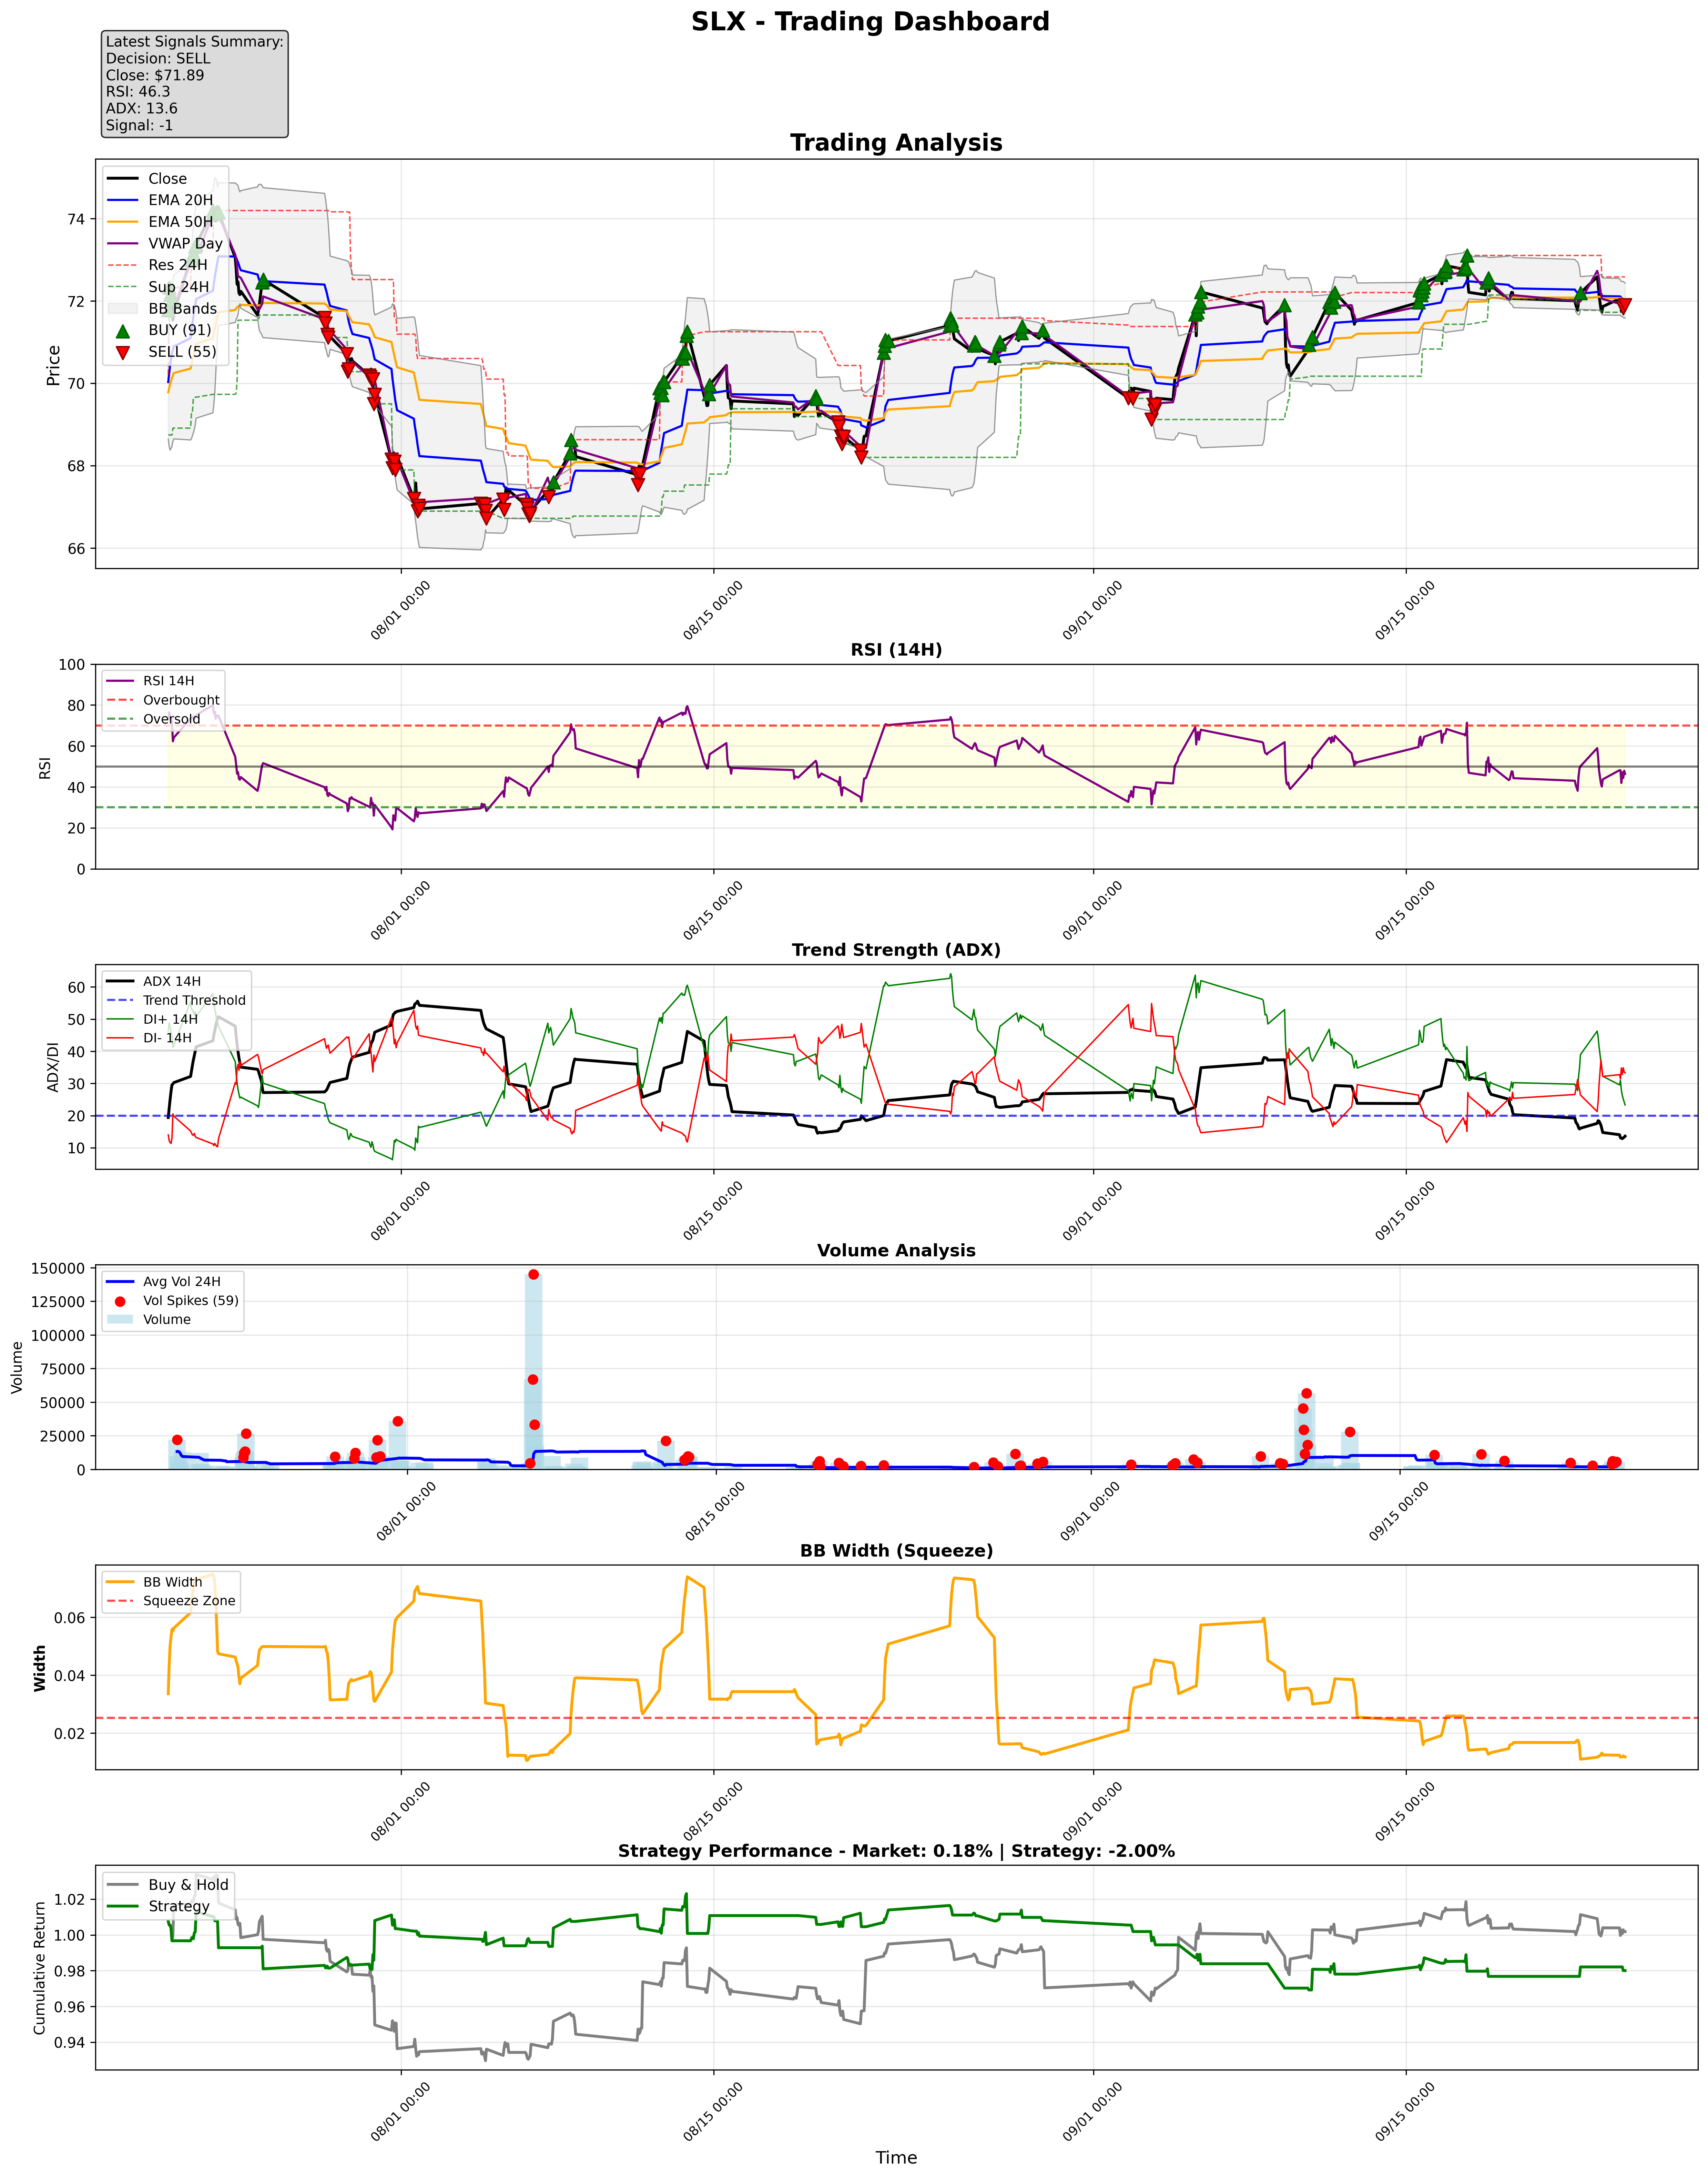 SLX - Trading Dashboard
Latest Signals Summary:
Decision: SELL
Close: $71.89
RSI: 46.3
ADX: 13.6
Signal: -1
Trading Analysis
Close
EMA 20H
EMA 50H
VWAP Day
Res 24H
Sup 24H
BB Bands
BUY (91)
SELL (55)
Price
74
72
70
68
66
08/01 00:00
08/15 00:00
09/01 00:00
09/15 00:00
RSI (14H)
RSI 14H
Overbought
Oversold
RSI
100
80
60
40
20
0
08/01 00:00
08/15 00:00
09/01 00:00
09/15 00:00
Trend Strength (ADX)
ADX 14H
Trend Threshold
DI+ 14H
DI- 14H
ADX/DI
60
50
40
30
20
10
08/01 00:00
08/15 00:00
09/01 00:00
09/15 00:00
Volume Analysis
Avg Vol 24H
Vol Spikes (59)
Volume
Volume
150000
125000
100000
75000
50000
25000
0
08/01 00:00
08/15 00:00
09/01 00:00
09/15 00:00
BB Width (Squeeze)
BB Width
Squeeze Zone
Width
0.06
0.04
0.02
08/01 00:00
08/15 00:00
09/01 00:00
09/15 00:00
Strategy Performance - Market: 0.18% | Strategy: -2.00%
Buy & Hold
Strategy
Cumulative Return
1.02
1.00
0.98
0.96
0.94
08/01 00:00
08/15 00:00
09/01 00:00
09/15 00:00
Time